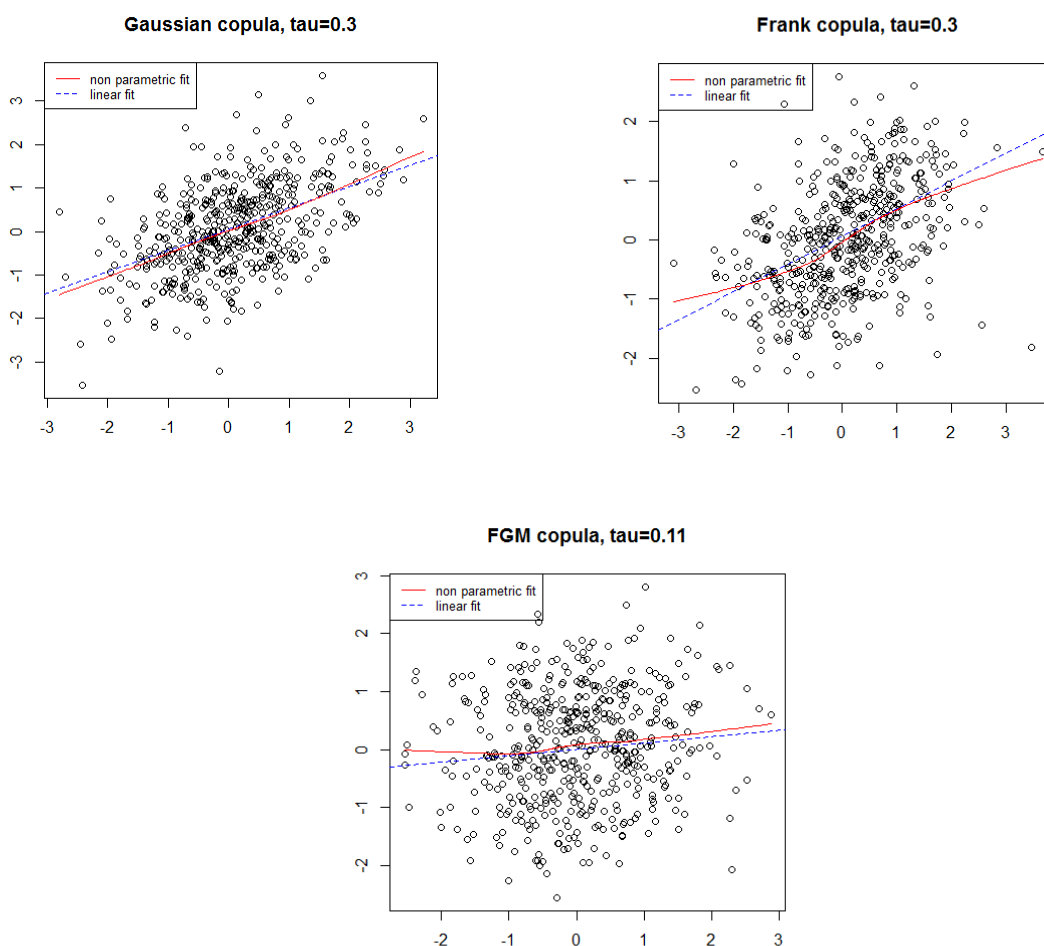 Gaussian copula, tau=0.3
non parametric fit
linear fit
3
2
1
0
-1
-2
-3
-3 -2 -1 0 1 2 3
Frank copula, tau=0.3
non parametric fit
linear fit
2
1
0
-1
-2
-3 -2 -1 0 1 2 3
FGM copula, tau=0.11
non parametric fit
linear fit
3
2
1
0
-1
-2
-2 -1 0 1 2 3